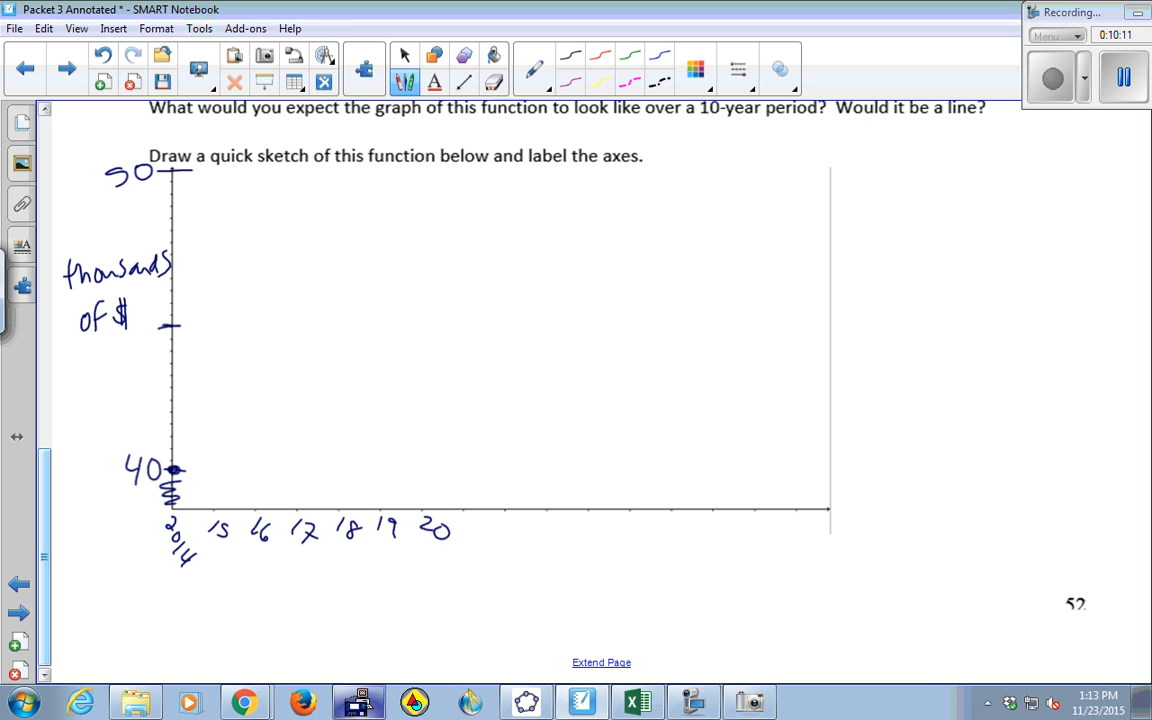 Packet 3 Annotated * - SMART Notebook
Recording...
File Edit View Insert Format Tools Add-ons Help
Menu
0:10:11
A
What would you expect the graph of this function to look like over a 10-year period? Would it be a line?
Draw a quick sketch of this function below and label the axes.
50
thousands
of $
40
2014 15 16 17 18 19 20
52
Extend Page
1:13 PM
11/23/2015